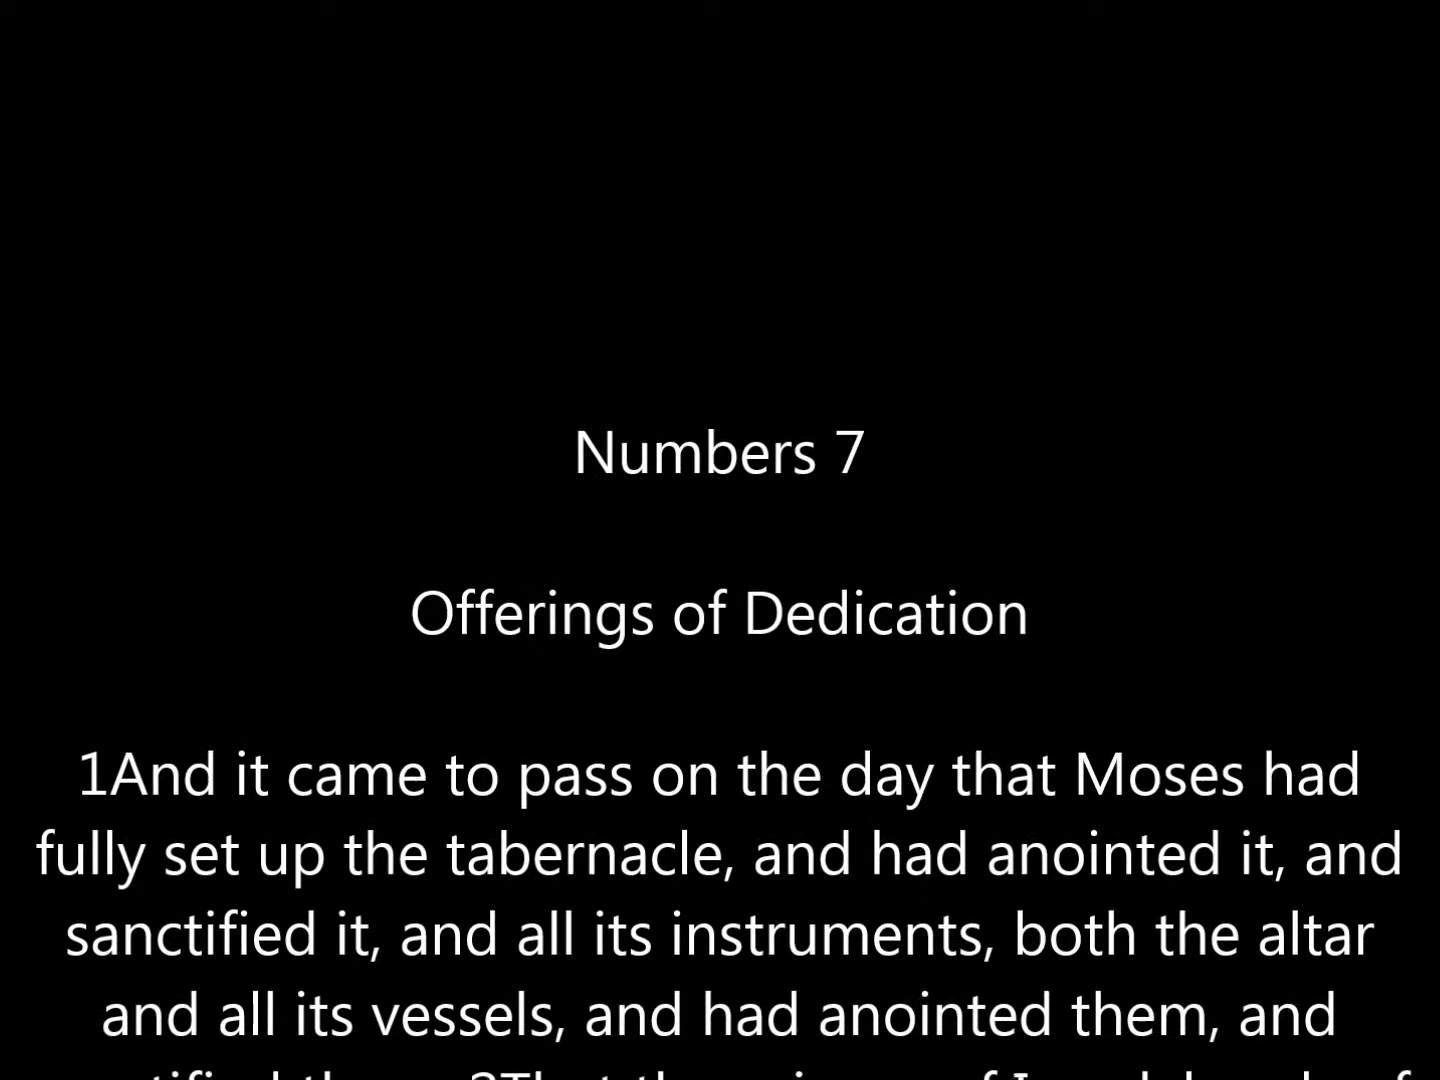 Numbers 7
Offerings of Dedication
1And it came to pass on the day that Moses had
fully set up the tabernacle, and had anointed it, and
sanctified it, and all its instruments, both the altar
and all its vessels, and had anointed them, and